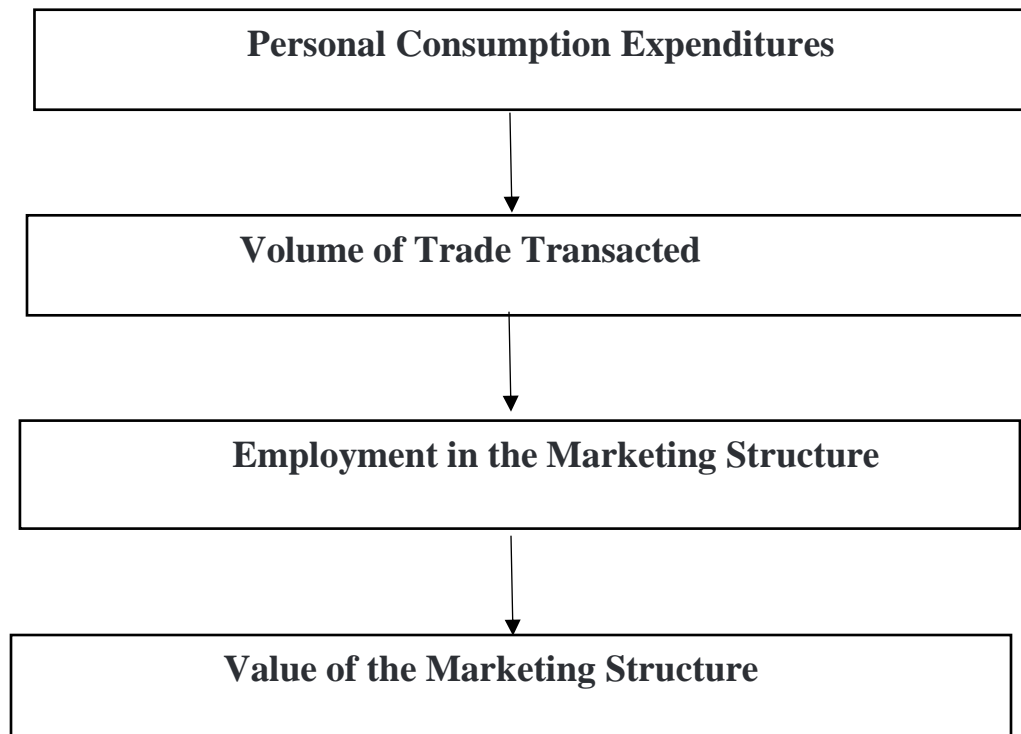 Personal Consumption Expenditures
Volume of Trade Transacted
Employment in the Marketing Structure
Value of the Marketing Structure